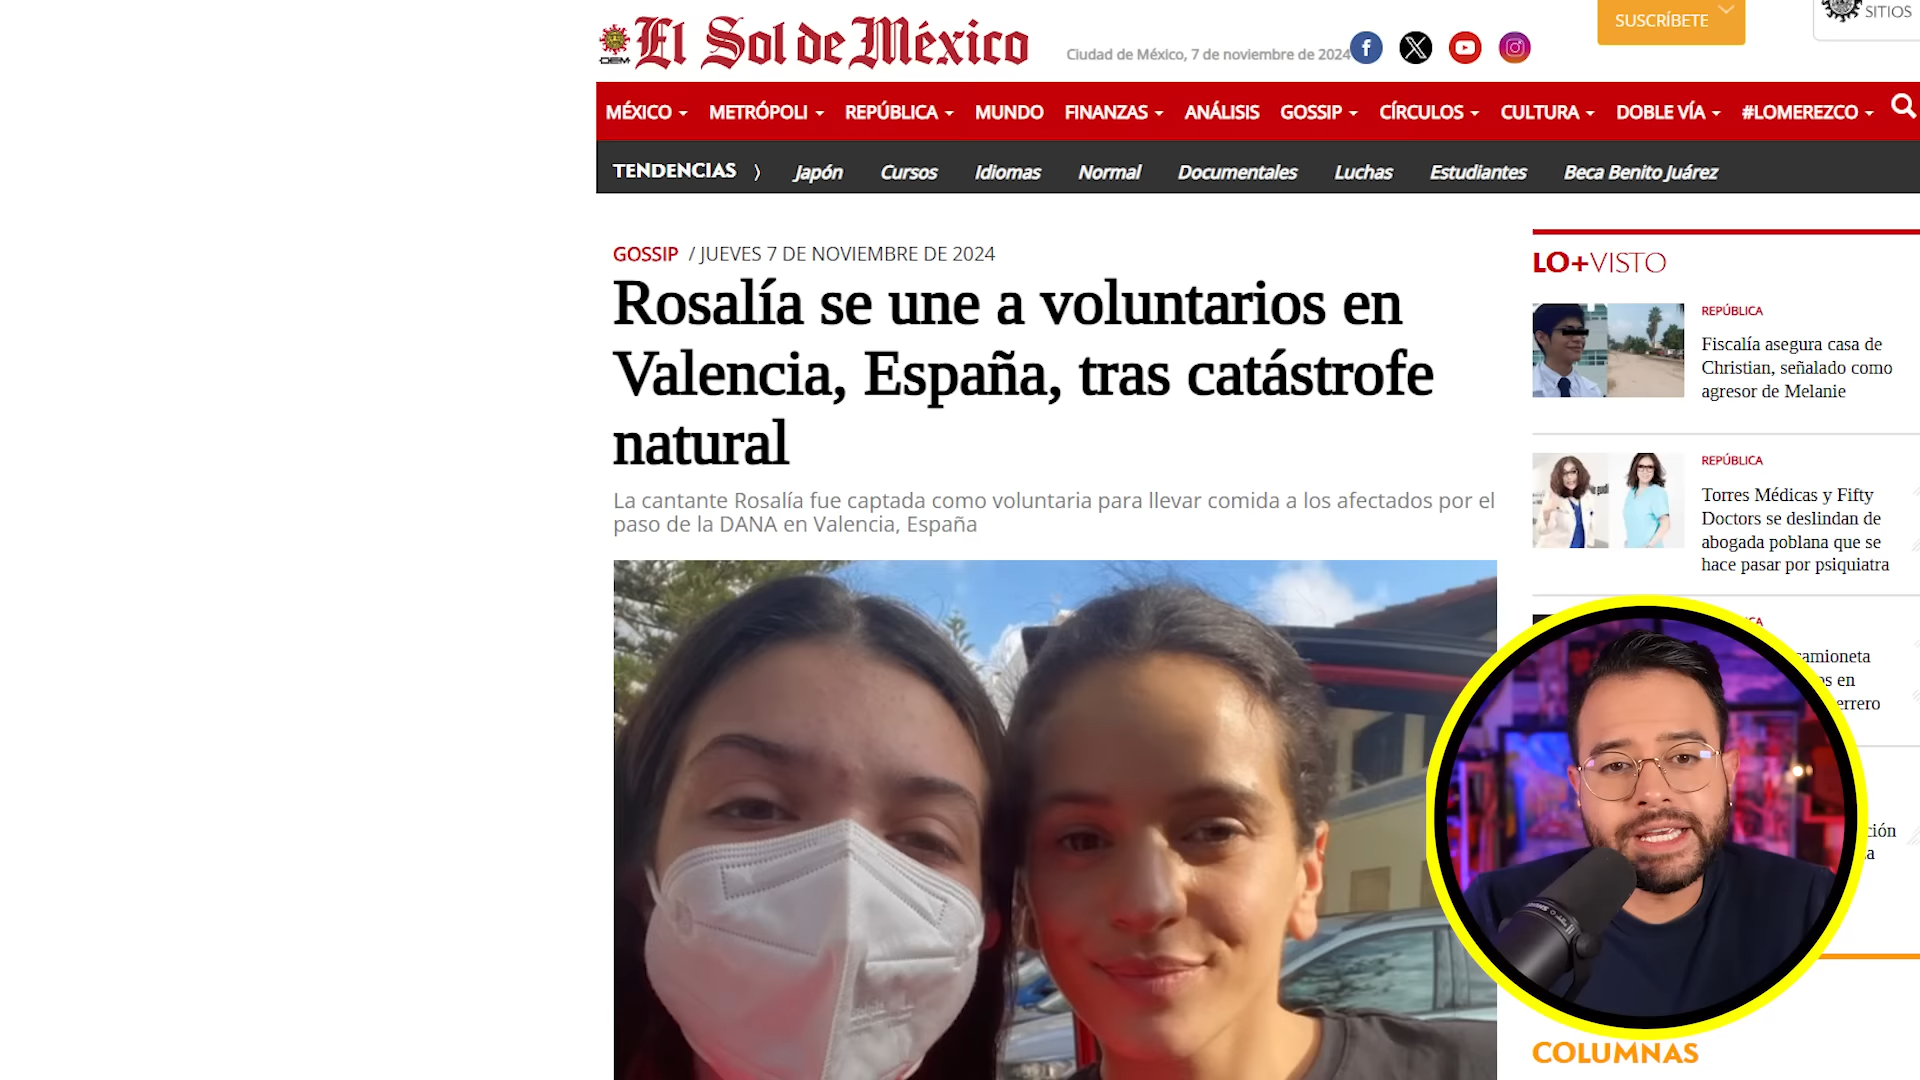 El Sol de México
OEM
Ciudad de México, 7 de noviembre de 2024
SUSCRÍBETE
SITIOS
MÉXICO METRÓPOLI REPÚBLICA MUNDO FINANZAS ANÁLISIS GOSSIP CÍRCULOS CULTURA DOBLE VÍA #LOMEREZCO
TENDENCIAS Japón Cursos Idiomas Normal Documentales Luchas Estudiantes Beca Benito Juárez
GOSSIP / JUEVES 7 DE NOVIEMBRE DE 2024
Rosalía se une a voluntarios en
Valencia, España, tras catástrofe
natural
La cantante Rosalía fue captada como voluntaria para llevar comida a los afectados por el
paso de la DANA en Valencia, España
LO+VISTO
REPÚBLICA
Fiscalía asegura casa de
Christian, señalado como
agresor de Melanie
REPÚBLICA
Torres Médicas y Fifty
Doctors se deslindan de
abogada poblana que se
hace pasar por psiquiatra
camioneta
en
COLUMNAS